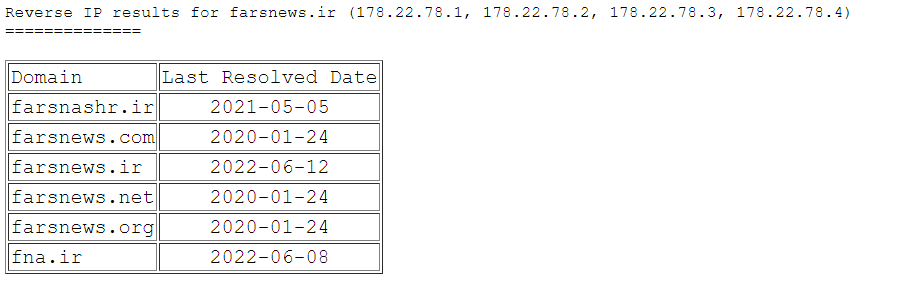 Reverse IP results for farsnews.ir (178.22.78.1, 178.22.78.2, 178.22.78.3, 178.22.78.4)
==============
Domain Last Resolved Date
farsnashr.ir 2021-05-05
farsnews.com 2020-01-24
farsnews.ir 2022-06-12
farsnews.net 2020-01-24
farsnews.org 2020-01-24
fna.ir 2022-06-08